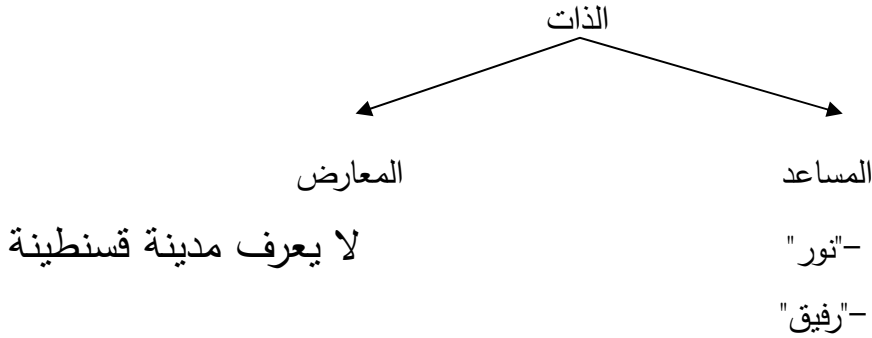 الذات
المساعد
المعارض
–"نور"
لا يعرف مدينة قسنطينة
–"رفيق"